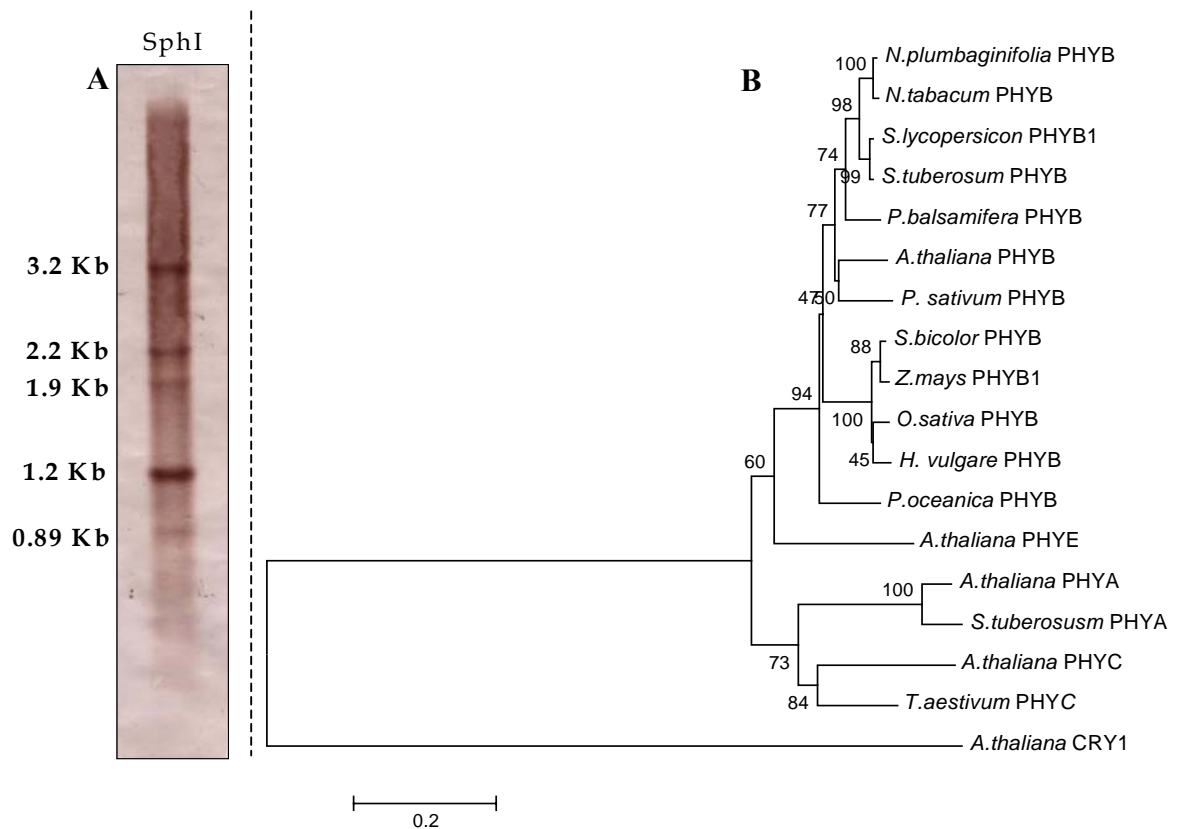 SphI
A
3.2 Kb
2.2 Kb
1.9 Kb
1.2 Kb
0.89 Kb
B
N.plumbaginifolia PHYB
N.tabacum PHYB
S.lycopersicon PHYB1
S.tuberosum PHYB
P.balsamifera PHYB
A.thaliana PHYB
P. sativum PHYB
S.bicolor PHYB
Z.mays PHYB1
O.sativa PHYB
H. vulgare PHYB
P.oceanica PHYB
A.thaliana PHYE
A.thaliana PHYA
S.tuberosusm PHYA
A.thaliana PHYC
T.aestivum PHYC
A.thaliana CRY1
100
98
99
74
77
50
47
88
100
45
94
60
100
73
84
0.2